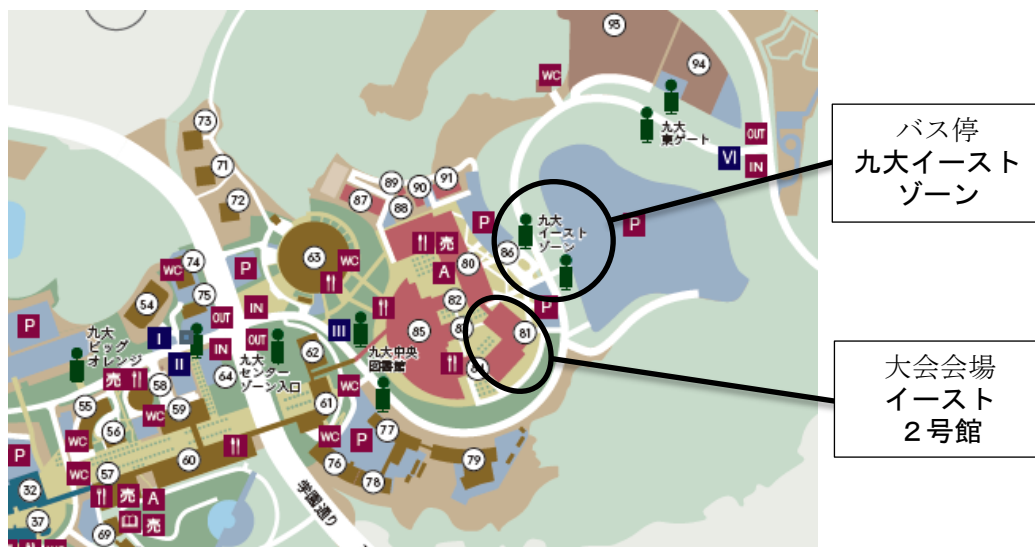 93
94
WC
九大
東ゲート
OUT
VI
IN
バス停
九大イースト
ゾーン
73
71
72
89
90
91
87
88
P
九大
イースト
ゾーン
P
86
63
WC
売
80
A
WC
74
P
75
54
IN
OUT
82
P
81
85
P
I
III
九大
ビッグ
オレンジ
II
IN
OUT
九大
センター
ゾーン入口
62
九大中央
図書館
大会会場
イースト
２号館
売
58
64
WC
55
WC
59
61
56
WC
77
WC
P
P
60
76
79
78
WC
57
32
売
A
学園通り
37
売
69